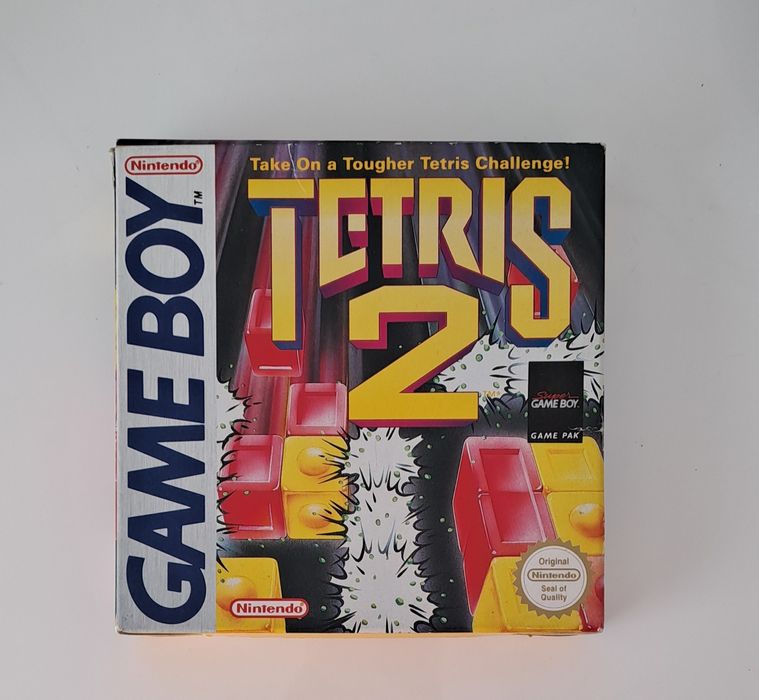 Nintendo®
GAME BOY™
Take On a Tougher Tetris Challenge!
TETRIS
2
TM*
Super
GAME BOY.
GAME PAK
Nintendo®
Original
Nintendo
Seal of
Quality